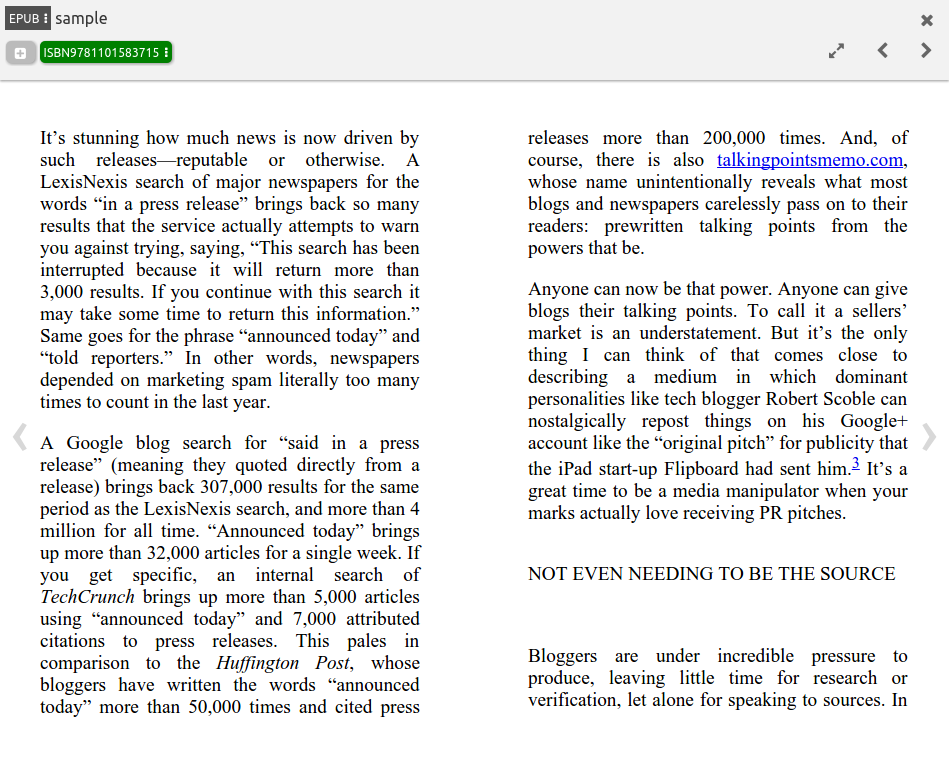 EPUB
sample
ISBN9781101583715
It’s stunning how much news is now driven by
such releases—reputable or otherwise. A
LexisNexis search of major newspapers for the
words “in a press release” brings back so many
results that the service actually attempts to warn
you against trying, saying, “This search has been
interrupted because it will return more than
3,000 results. If you continue with this search it
may take some time to return this information.”
Same goes for the phrase “announced today” and
“told reporters.” In other words, newspapers
depended on marketing spam literally too many
times to count in the last year.
A Google blog search for “said in a press
release” (meaning they quoted directly from a
release) brings back 307,000 results for the same
period as the LexisNexis search, and more than 4
million for all time. “Announced today” brings
up more than 32,000 articles for a single week. If
you get specific, an internal search of
TechCrunch brings up more than 5,000 articles
using “announced today” and 7,000 attributed
citations to press releases. This pales in
comparison to the Huffington Post, whose
bloggers have written the words “announced
today” more than 50,000 times and cited press
releases more than 200,000 times. And, of
course, there is also talkingpointsmemo.com,
whose name unintentionally reveals what most
blogs and newspapers carelessly pass on to their
readers: prewritten talking points from the
powers that be.
Anyone can now be that power. Anyone can give
blogs their talking points. To call it a sellers’
market is an understatement. But it’s the only
thing I can think of that comes close to
describing a medium in which dominant
personalities like tech blogger Robert Scoble can
nostalgically repost things on his Google+
account like the “original pitch” for publicity that
the iPad start-up Flipboard had sent him.3 It’s a
great time to be a media manipulator when your
marks actually love receiving PR pitches.
NOT EVEN NEEDING TO BE THE SOURCE
Bloggers are under incredible pressure to
produce, leaving little time for research or
verification, let alone for speaking to sources. In